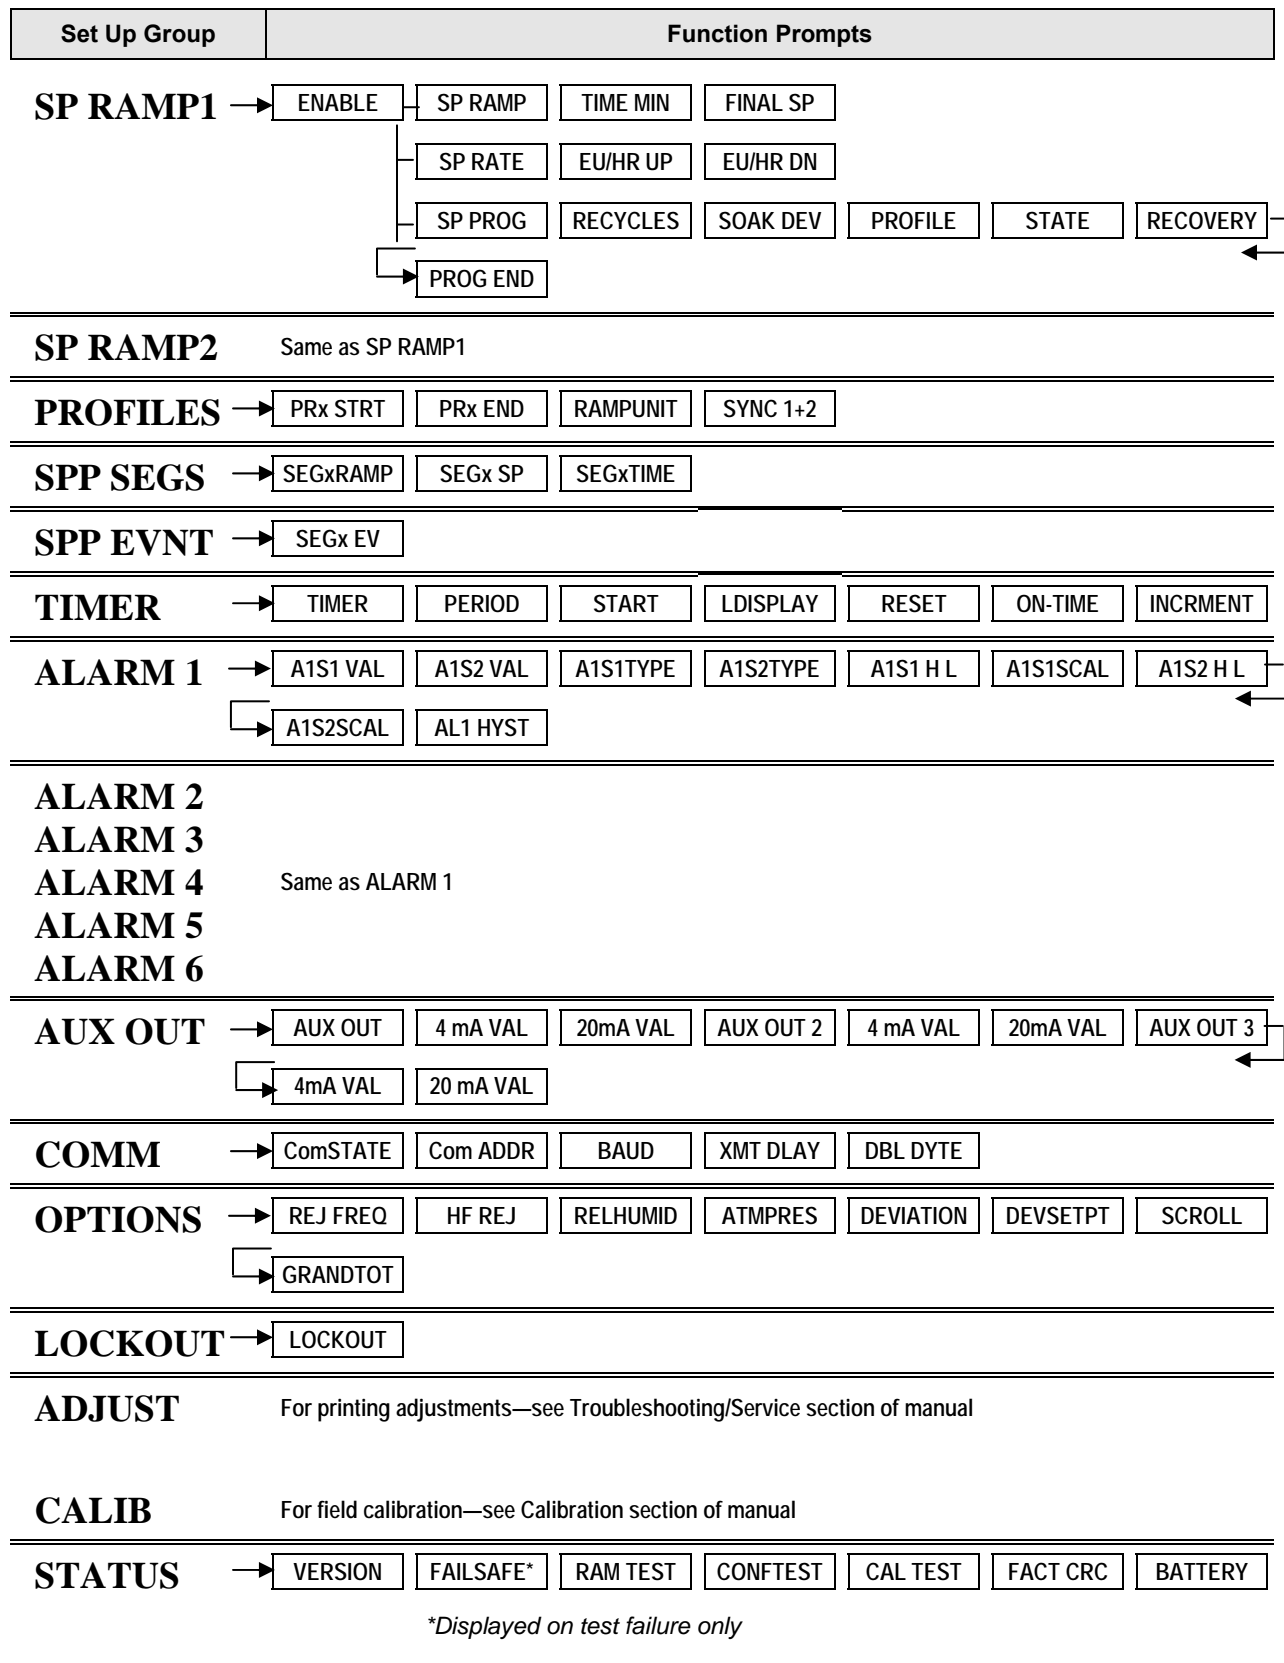 Set Up Group Function Prompts
SP RAMP1 ENABLE SP RAMP TIME MIN FINAL SP
SP RATE EU/HR UP EU/HR DN
SP PROG RECYCLES SOAK DEV PROFILE STATE RECOVERY
PROG END
SP RAMP2 Same as SP RAMP1
PROFILES PRx STRT PRx END RAMPUNIT SYNC 1+2
SPP SEGS SEGxRAMP SEGx SP SEGxTIME
SPP EVNT SEGx EV
TIMER TIMER PERIOD START LDISPLAY RESET ON-TIME INCRMENT
ALARM 1 A1S1 VAL A1S2 VAL A1S1TYPE A1S2TYPE A1S1 H L A1S1SCAL A1S2 H L
A1S2SCAL AL1 HYST
ALARM 2
ALARM 3
ALARM 4 Same as ALARM 1
ALARM 5
ALARM 6
AUX OUT AUX OUT 4 mA VAL 20mA VAL AUX OUT 2 4 mA VAL 20mA VAL AUX OUT 3
4mA VAL 20 mA VAL
COMM ComSTATE Com ADDR BAUD XMT DLAY DBL DYTE
OPTIONS REJ FREQ HF REJ RELHUMID ATMPRES DEVIATION DEVSETPT SCROLL
GRANDTOT
LOCKOUT LOCKOUT
ADJUST For printing adjustments—see Troubleshooting/Service section of manual
CALIB For field calibration—see Calibration section of manual
STATUS VERSION FAILSAFE* RAM TEST CONFTEST CAL TEST FACT CRC BATTERY
*Displayed on test failure only